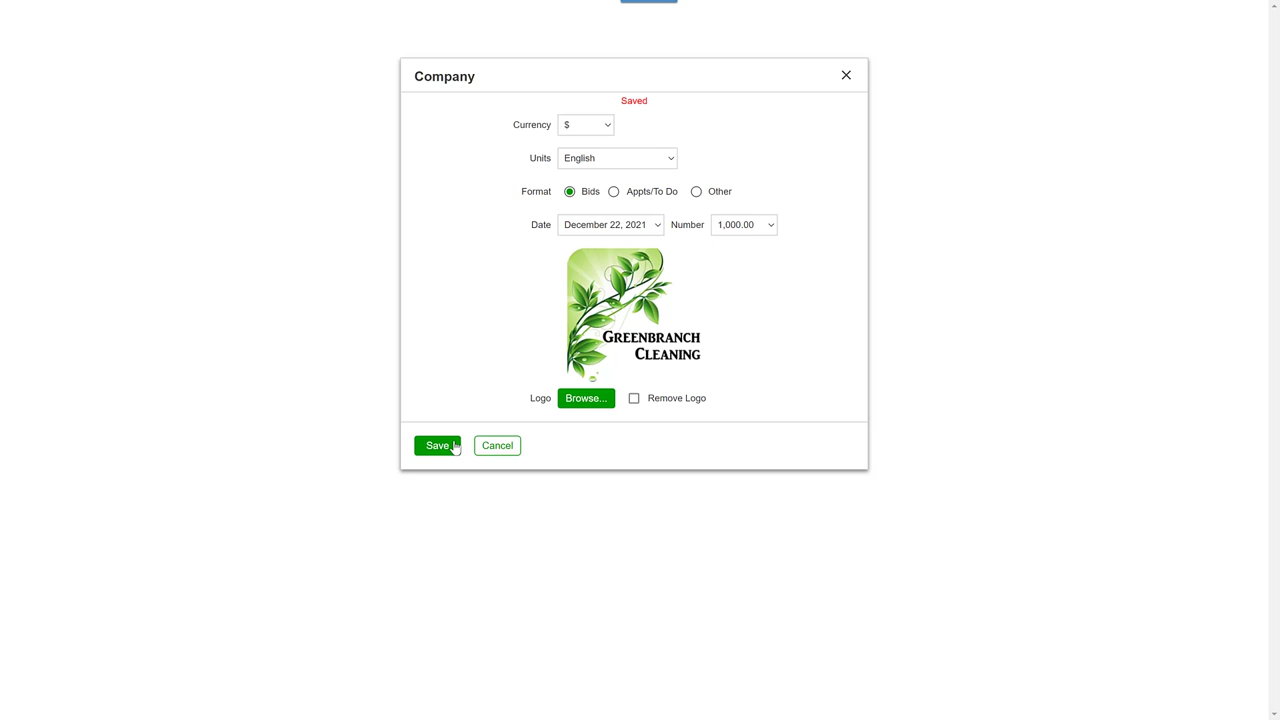 Company
Saved
Currency $
Units English
Format Bids Appts/To Do Other
Date December 22, 2021 Number 1,000.00
GREENBRANCH
CLEANING
Logo Browse... Remove Logo
Save Cancel